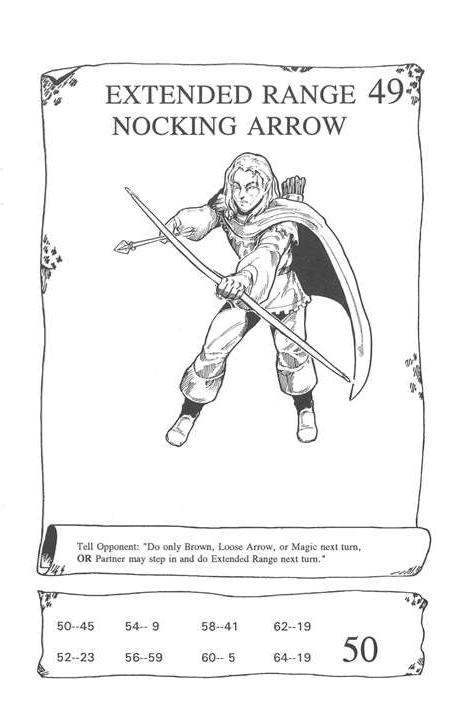 EXTENDED RANGE 49
NOCKING ARROW
Tell Opponent: "Do only Brown, Loose Arrow, or Magic next turn,
OR Partner may step in and do Extended Range next turn."
50--45 54-- 9 58--41 62--19
52--23 56--59 60-- 5 64--19
50